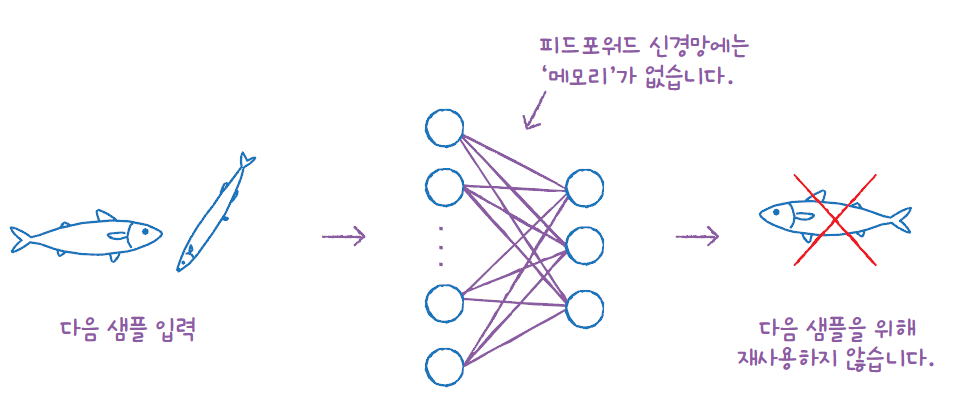 피드포워드 신경망에는
‘메모리’가 없습니다.
다음 샘플 입력
다음 샘플을 위해
재사용하지 않습니다.